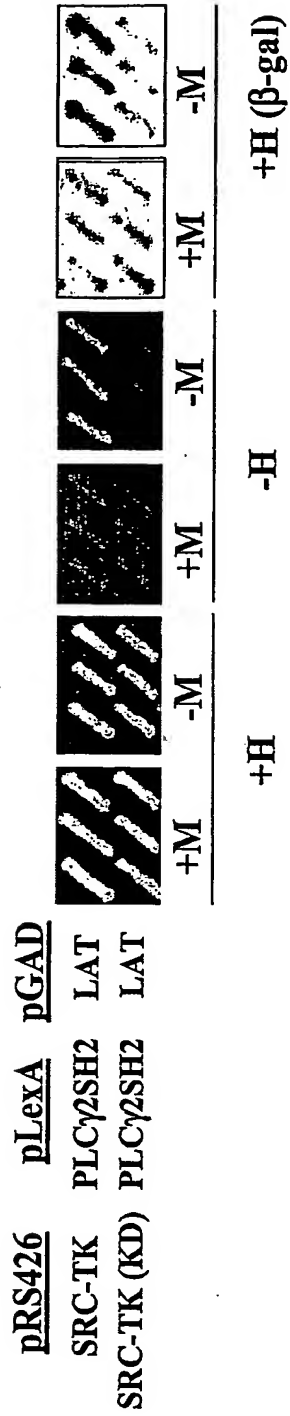 pRS426 pLexA pGAD
SRC-TK PLCγ2SH2 LAT
SRC-TK (KD) PLCγ2SH2 LAT
+M -M +M -M +M -M
+H -H +H (β-gal)